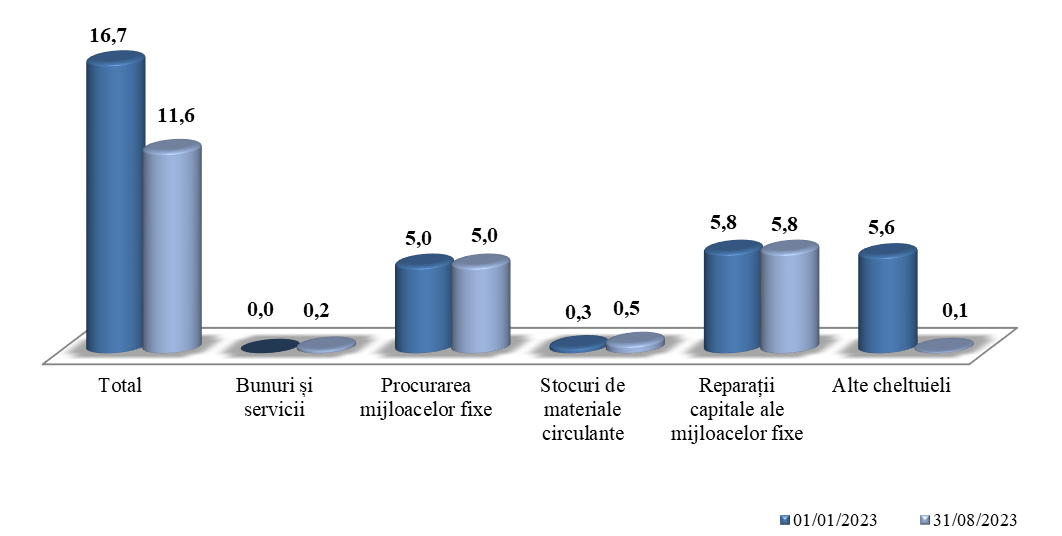 16,7
11,6
0,0
0,2
5,0
5,0
0,3
0,5
5,8
5,8
5,6
0,1
Total
Bunuri și
servicii
Procurarea
mijloacelor fixe
Stocuri de
materiale
circulante
Reparații
capitale ale
mijloacelor fixe
Alte cheltuieli
01/01/2023
31/08/2023